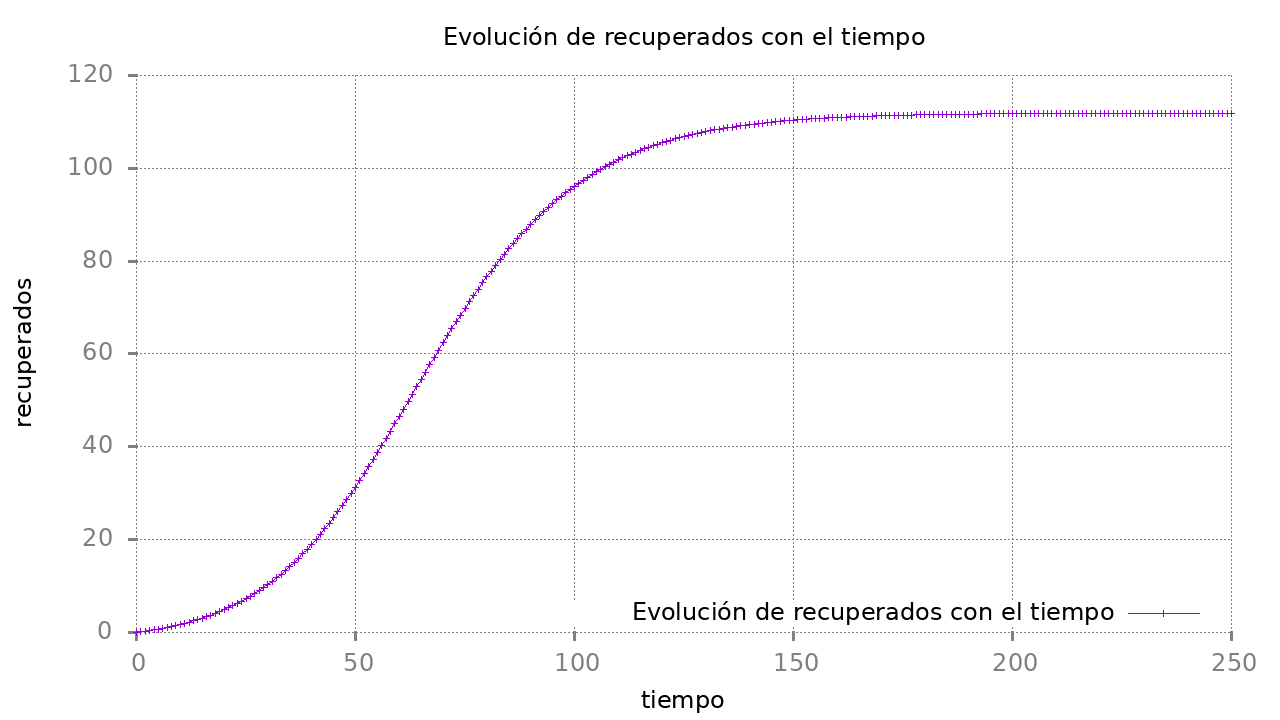 Evolución de recuperados con el tiempo
120
100
80
60
40
20
0
recuperados
Evolución de recuperados con el tiempo
0 50 100 150 200 250
tiempo